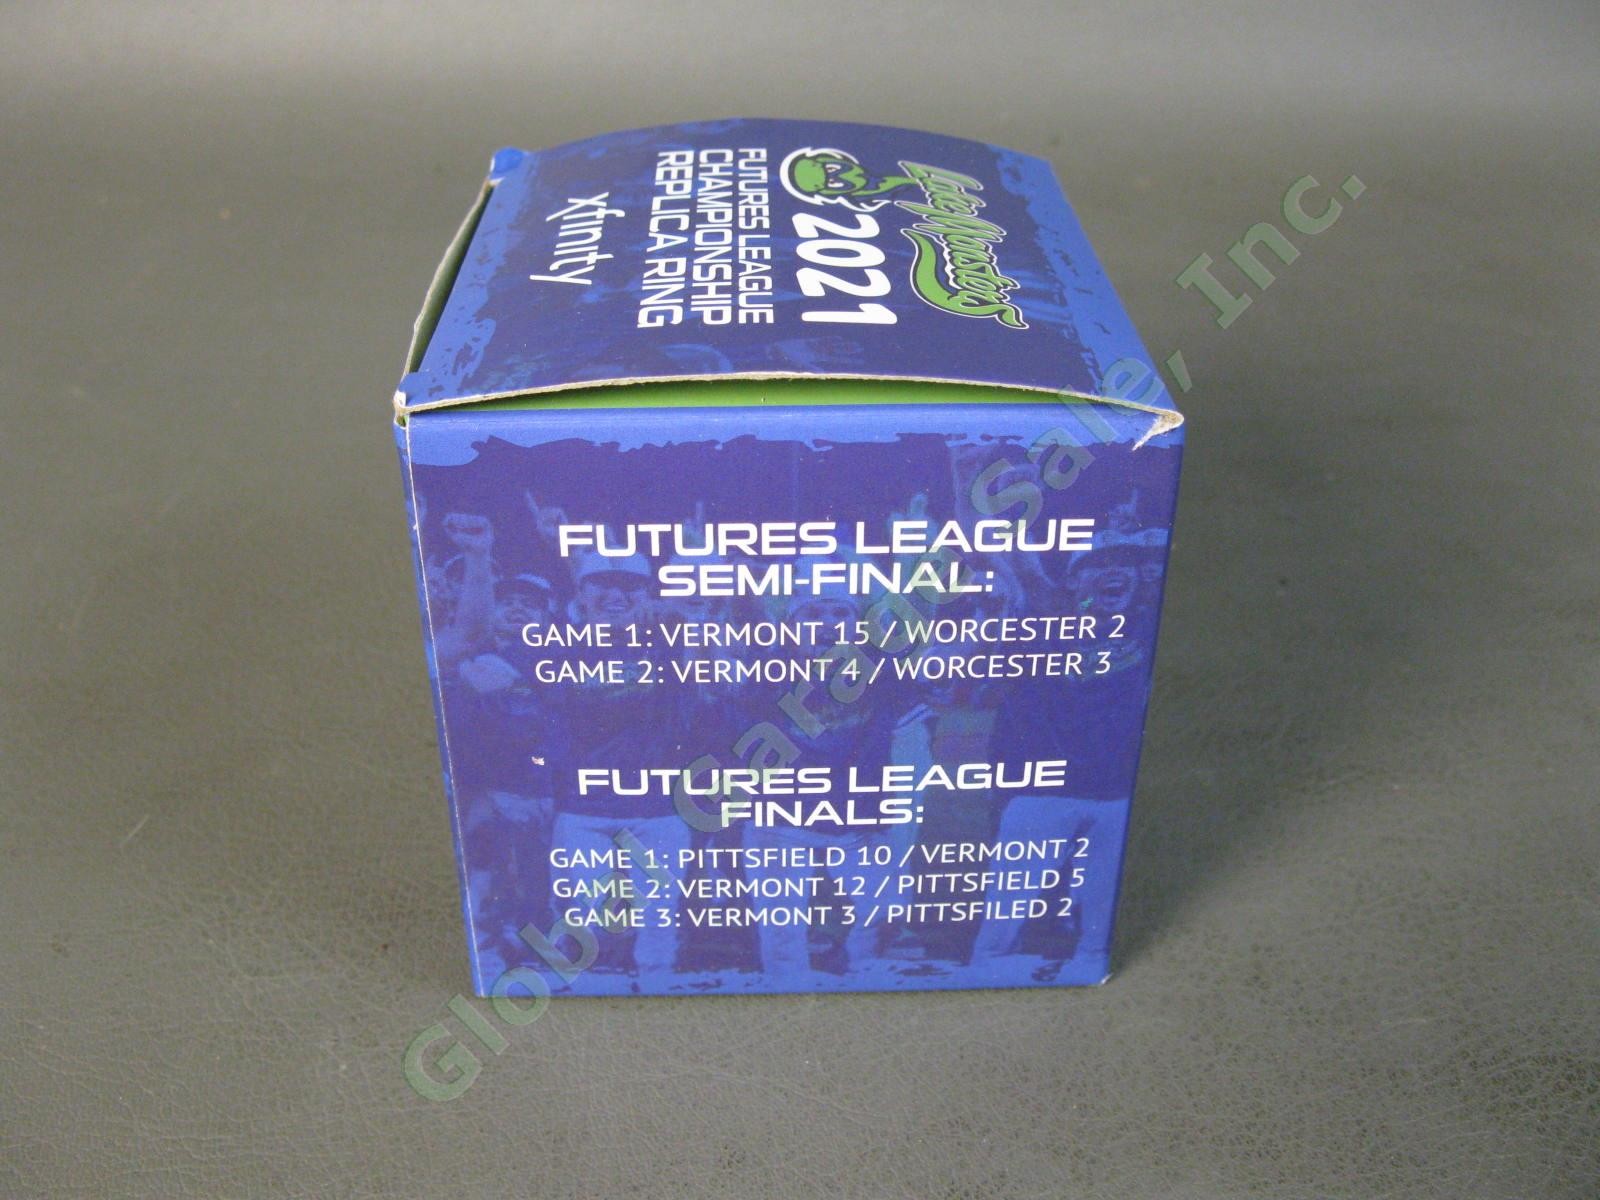 Lake Monsters
2021
FUTURES LEAGUE
CHAMPIONSHIP
REPLICA RING
xfinity
FUTURES LEAGUE
SEMI-FINAL:
GAME 1: VERMONT 15 / WORCESTER 2
GAME 2: VERMONT 4 / WORCESTER 3
FUTURES LEAGUE
FINALS:
GAME 1: PITTSFIELD 10 / VERMONT 2
GAME 2: VERMONT 12 / PITTSFIELD 5
GAME 3: VERMONT 3 / PITTSFILED 2
Global Garage Sale, Inc.